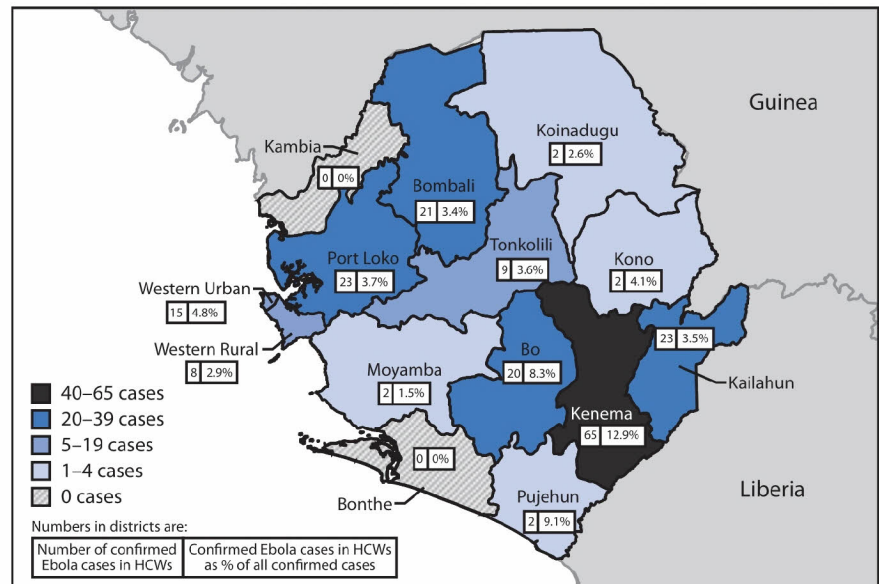 Guinea
Kambia
0 0%
Koinadugu
2 2.6%
Bombali
21 3.4%
Tonkolili
9 3.6%
Kono
2 4.1%
Port Loko
23 3.7%
Western Urban
15 4.8%
Western Rural
8 2.9%
Moyamba
2 1.5%
Bo
20 8.3%
23 3.5%
Kailahun
Kenema
65 12.9%
0 0%
Bonthe
Pujehun
2 9.1%
Liberia
40–65 cases
20–39 cases
5–19 cases
1–4 cases
0 cases
Numbers in districts are:
Number of confirmed
Ebola cases in HCWs
Confirmed Ebola cases in HCWs
as % of all confirmed cases